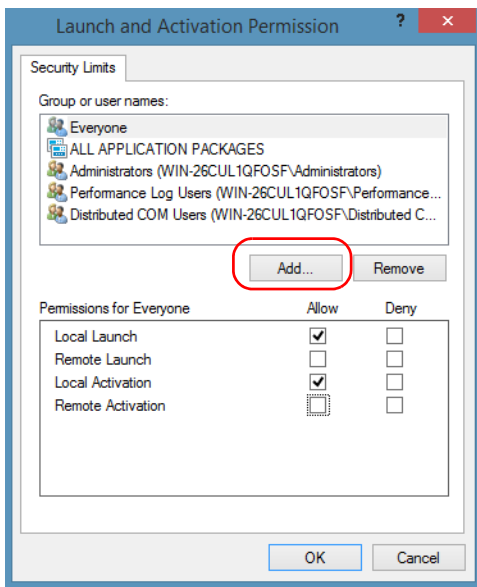 Launch and Activation Permission ? ×
Security Limits
Group or user names:
Everyone
ALL APPLICATION PACKAGES
Administrators (WIN-26CUL1QFOSF\Administrators)
Performance Log Users (WIN-26CUL1QFOSF\Performance...
Distributed COM Users (WIN-26CUL1QFOSF\Distributed C...
Add... Remove
Permissions for Everyone Allow Deny
Local Launch
Remote Launch
Local Activation
Remote Activation
OK Cancel